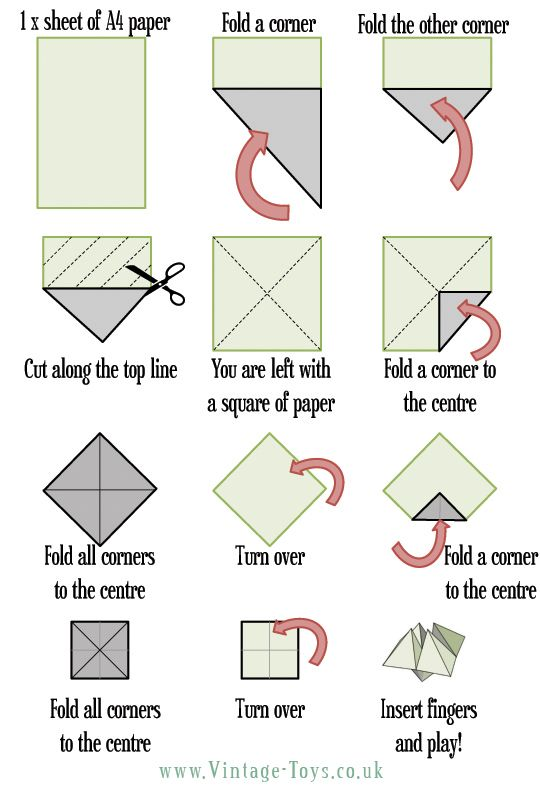 1 x sheet of A4 paper
Fold a corner
Fold the other corner
Cut along the top line
You are left with
a square of paper
Fold a corner to
the centre
Fold all corners
to the centre
Turn over
Fold a corner
to the centre
Fold all corners
to the centre
Turn over
Insert fingers
and play!
www.Vintage-Toys.co.uk